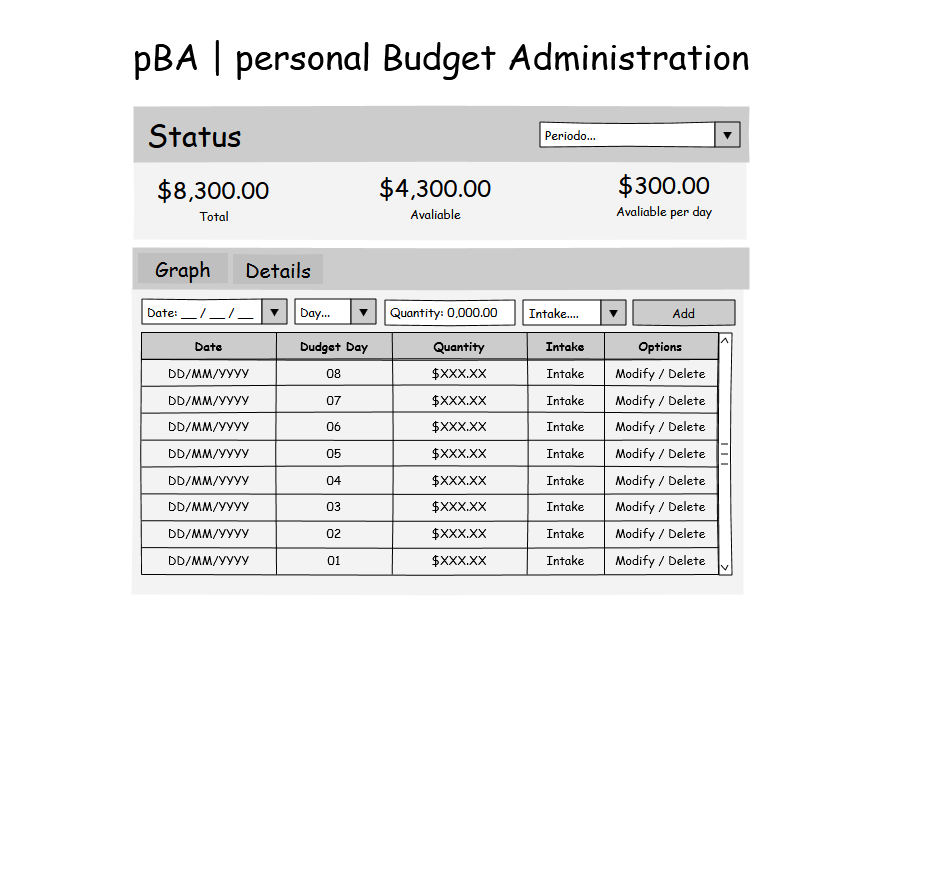 pBA | personal Budget Administration
Status
Periodo...
$8,300.00 $4,300.00 $300.00
Total Avaliable Avaliable per day
Graph Details
Date: __ / __ / __ Day... Quantity: 0,000.00 Intake.... Add
Date Dudget Day Quantity Intake Options
DD/MM/YYYY 08 $XXX.XX Intake Modify / Delete
DD/MM/YYYY 07 $XXX.XX Intake Modify / Delete
DD/MM/YYYY 06 $XXX.XX Intake Modify / Delete
DD/MM/YYYY 05 $XXX.XX Intake Modify / Delete
DD/MM/YYYY 04 $XXX.XX Intake Modify / Delete
DD/MM/YYYY 03 $XXX.XX Intake Modify / Delete
DD/MM/YYYY 02 $XXX.XX Intake Modify / Delete
DD/MM/YYYY 01 $XXX.XX Intake Modify / Delete